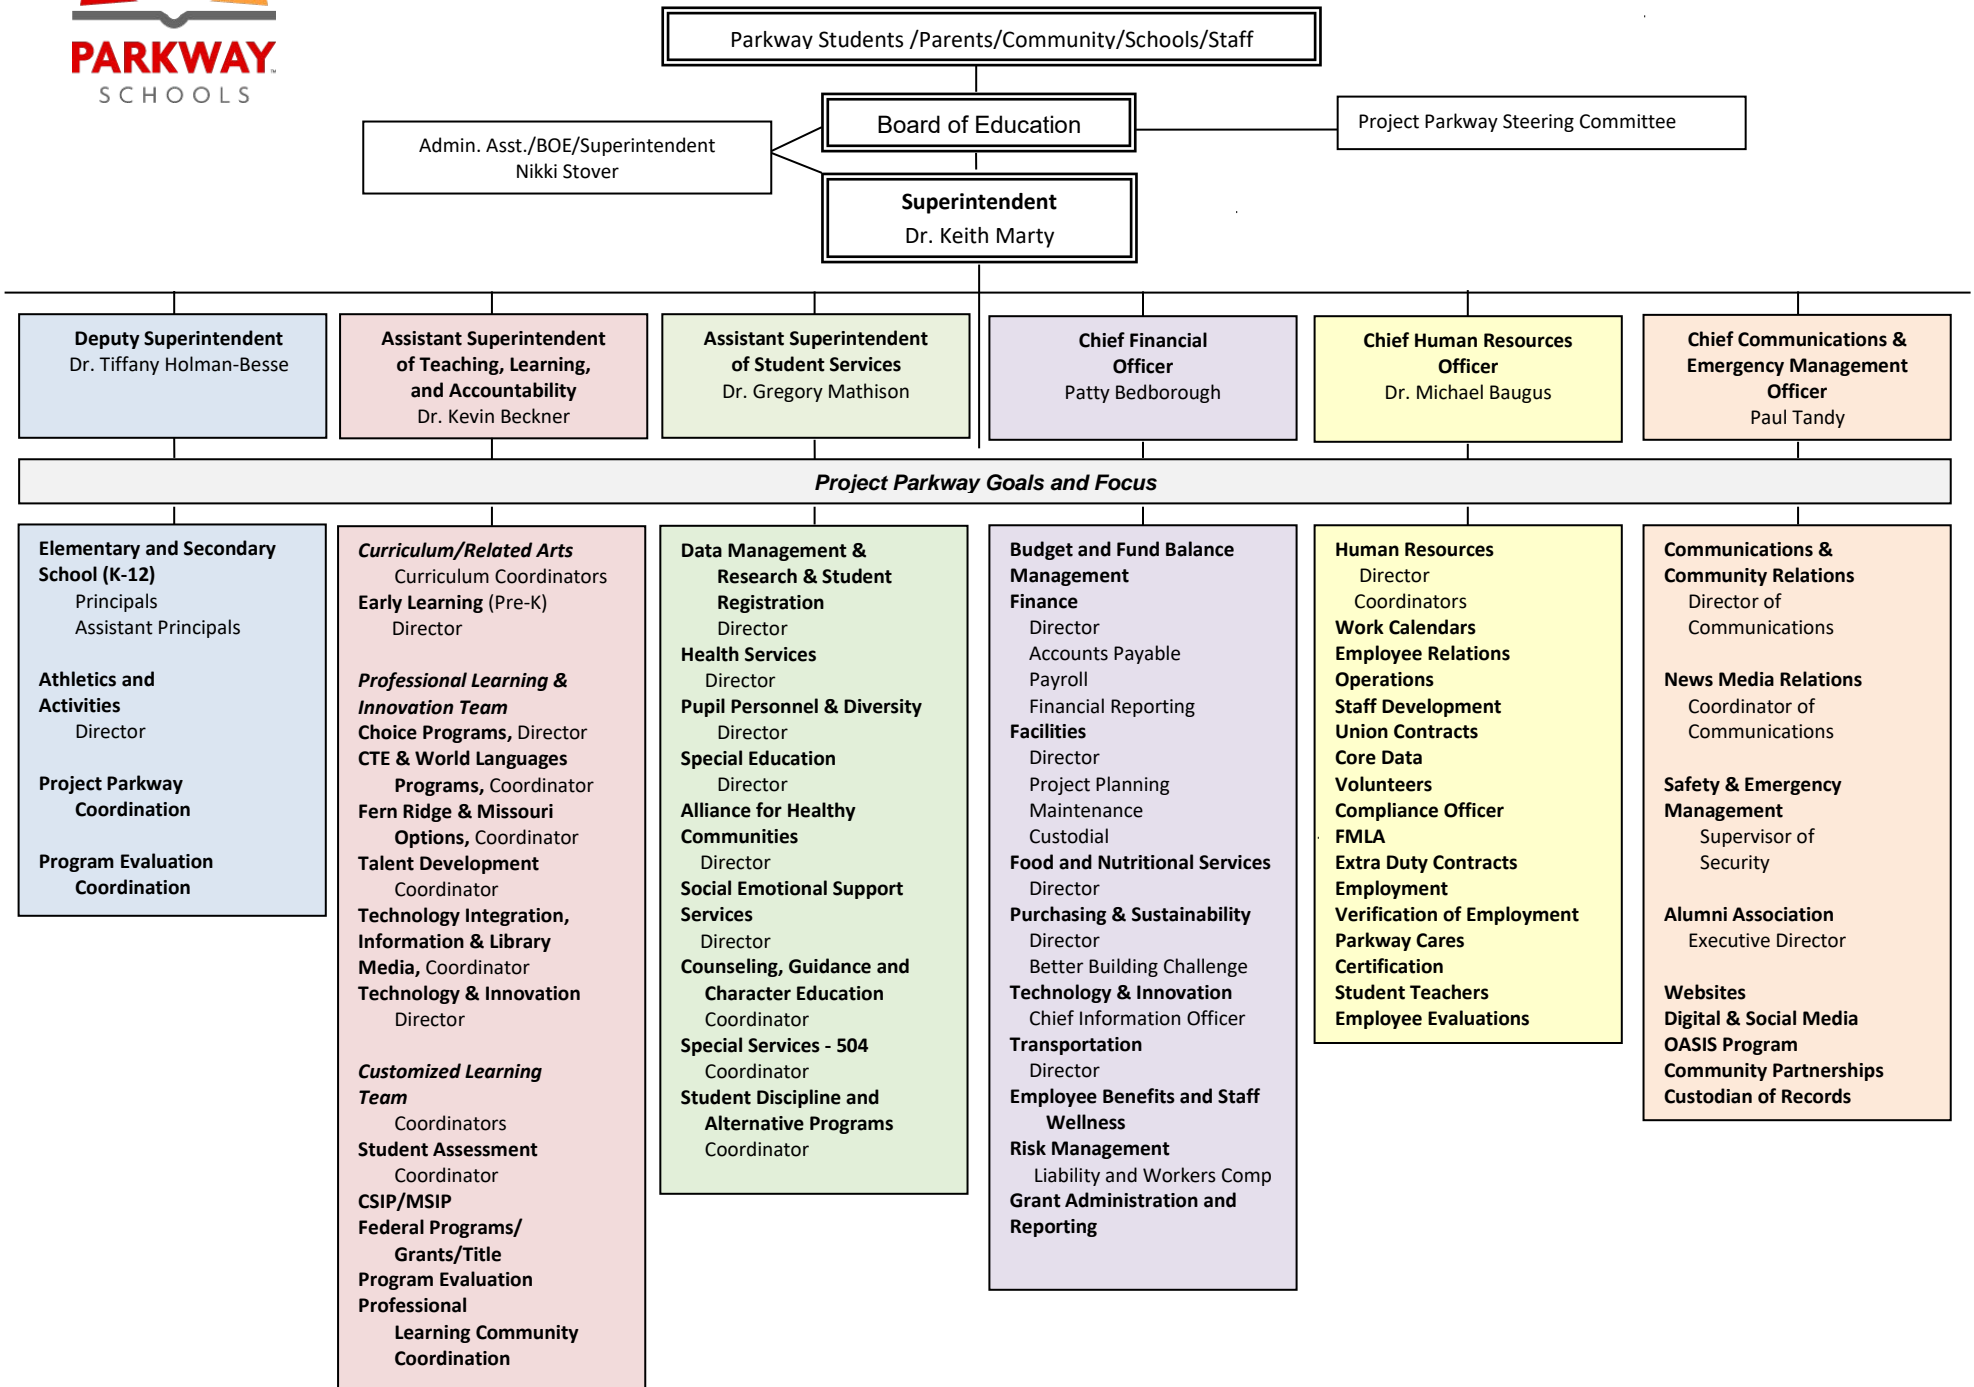 PARKWAY
SCHOOLS
Parkway Students /Parents/Community/Schools/Staff
Board of Education
Project Parkway Steering Committee
Admin. Asst./BOE/Superintendent
Nikki Stover
Superintendent
Dr. Keith Marty
Deputy Superintendent
Dr. Tiffany Holman-Besse
Assistant Superintendent
of Teaching, Learning,
and Accountability
Dr. Kevin Beckner
Assistant Superintendent
of Student Services
Dr. Gregory Mathison
Chief Financial
Officer
Patty Bedborough
Chief Human Resources
Officer
Dr. Michael Baugus
Chief Communications &
Emergency Management
Officer
Paul Tandy
Project Parkway Goals and Focus
Elementary and Secondary
School (K-12)
Principals
Assistant Principals
Athletics and
Activities
Director
Project Parkway
Coordination
Program Evaluation
Coordination
Curriculum/Related Arts
Curriculum Coordinators
Early Learning (Pre-K)
Director
Professional Learning &
Innovation Team
Choice Programs, Director
CTE & World Languages
Programs, Coordinator
Fern Ridge & Missouri
Options, Coordinator
Talent Development
Coordinator
Technology Integration,
Information & Library
Media, Coordinator
Technology & Innovation
Director
Customized Learning
Team
Coordinators
Student Assessment
Coordinator
CSIP/MSIP
Federal Programs/
Grants/Title
Program Evaluation
Professional
Learning Community
Coordination
Data Management &
Research & Student
Registration
Director
Health Services
Director
Pupil Personnel & Diversity
Director
Special Education
Director
Alliance for Healthy
Communities
Director
Social Emotional Support
Services
Director
Counseling, Guidance and
Character Education
Coordinator
Special Services - 504
Coordinator
Student Discipline and
Alternative Programs
Coordinator
Budget and Fund Balance
Management
Finance
Director
Accounts Payable
Payroll
Financial Reporting
Facilities
Director
Project Planning
Maintenance
Custodial
Food and Nutritional Services
Director
Purchasing & Sustainability
Director
Better Building Challenge
Technology & Innovation
Chief Information Officer
Transportation
Director
Employee Benefits and Staff
Wellness
Risk Management
Liability and Workers Comp
Grant Administration and
Reporting
Human Resources
Director
Coordinators
Work Calendars
Employee Relations
Operations
Staff Development
Union Contracts
Core Data
Volunteers
Compliance Officer
FMLA
Extra Duty Contracts
Employment
Verification of Employment
Parkway Cares
Certification
Student Teachers
Employee Evaluations
Communications &
Community Relations
Director of
Communications
News Media Relations
Coordinator of
Communications
Safety & Emergency
Management
Supervisor of
Security
Alumni Association
Executive Director
Websites
Digital & Social Media
OASIS Program
Community Partnerships
Custodian of Records